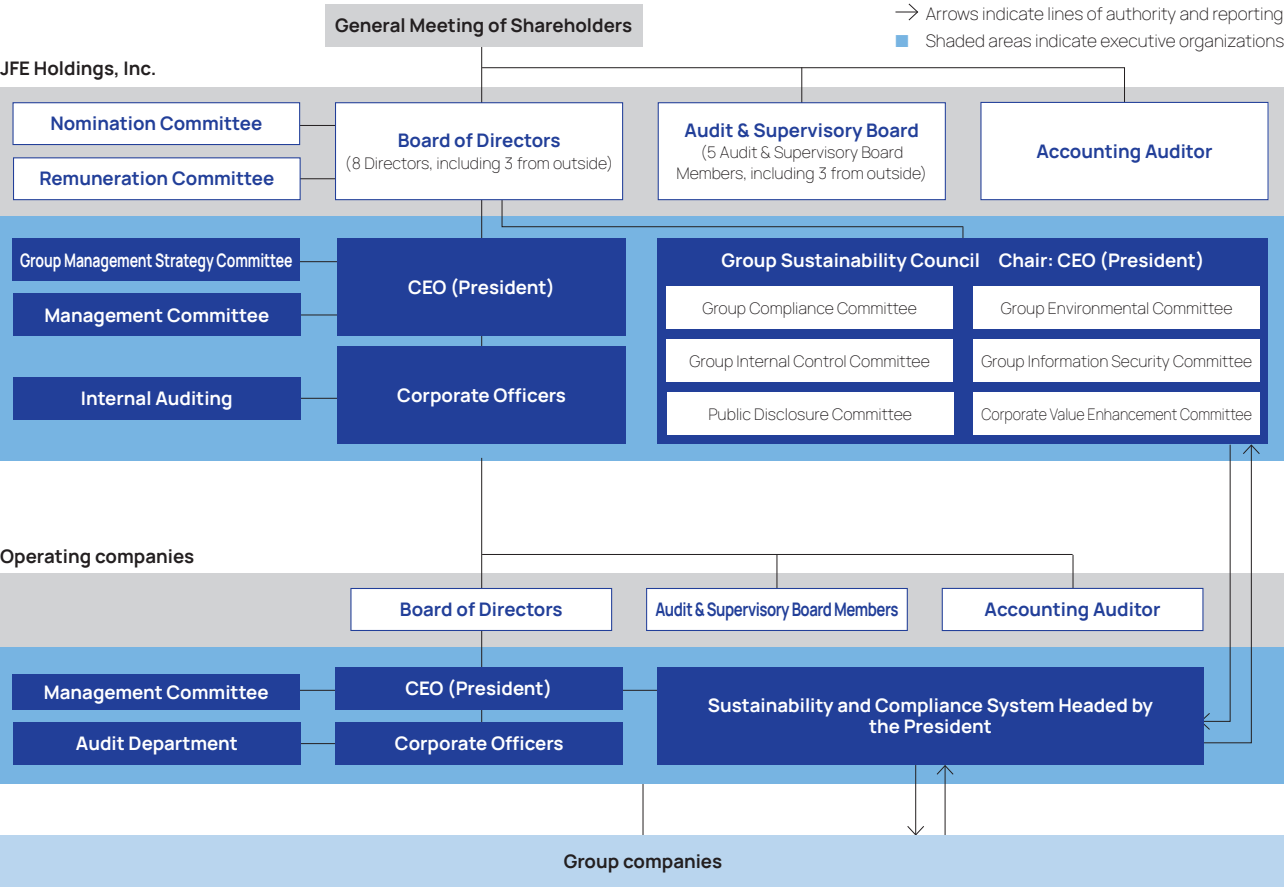 General Meeting of Shareholders
→ Arrows indicate lines of authority and reporting
Shaded areas indicate executive organizations
JFE Holdings, Inc.
Nomination Committee
Remuneration Committee
Board of Directors
(8 Directors, including 3 from outside)
Audit & Supervisory Board
(5 Audit & Supervisory Board
Members, including 3 from outside)
Accounting Auditor
Group Management Strategy Committee
Management Committee
Internal Auditing
CEO (President)
Corporate Officers
Group Sustainability Council Chair: CEO (President)
Group Compliance Committee
Group Environmental Committee
Group Internal Control Committee
Group Information Security Committee
Public Disclosure Committee
Corporate Value Enhancement Committee
Operating companies
Board of Directors
Audit & Supervisory Board Members
Accounting Auditor
Management Committee
CEO (President)
Audit Department
Corporate Officers
Sustainability and Compliance System Headed by
the President
Group companies